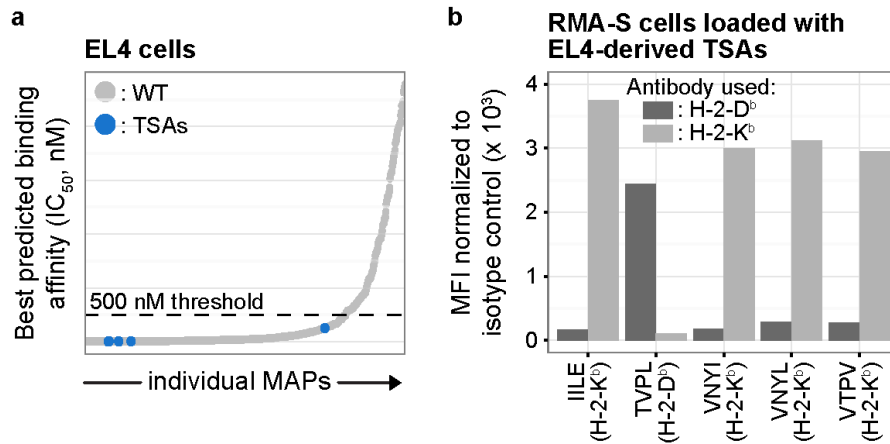 a
EL4 cells
: WT
: TSAs
500 nM threshold
Best predicted binding
affinity (IC₅₀, nM)
individual MAPs
b
RMA-S cells loaded with
EL4-derived TSAs
Antibody used:
: H-2-Dᵇ
: H-2-Kᵇ
MFI normalized to
isotype control (x 10³)
4
3
2
1
0
IILE
(H-2-Kᵇ)
TVPL
(H-2-Dᵇ)
VNYI
(H-2-Kᵇ)
VNYL
(H-2-Kᵇ)
VTPV
(H-2-Kᵇ)